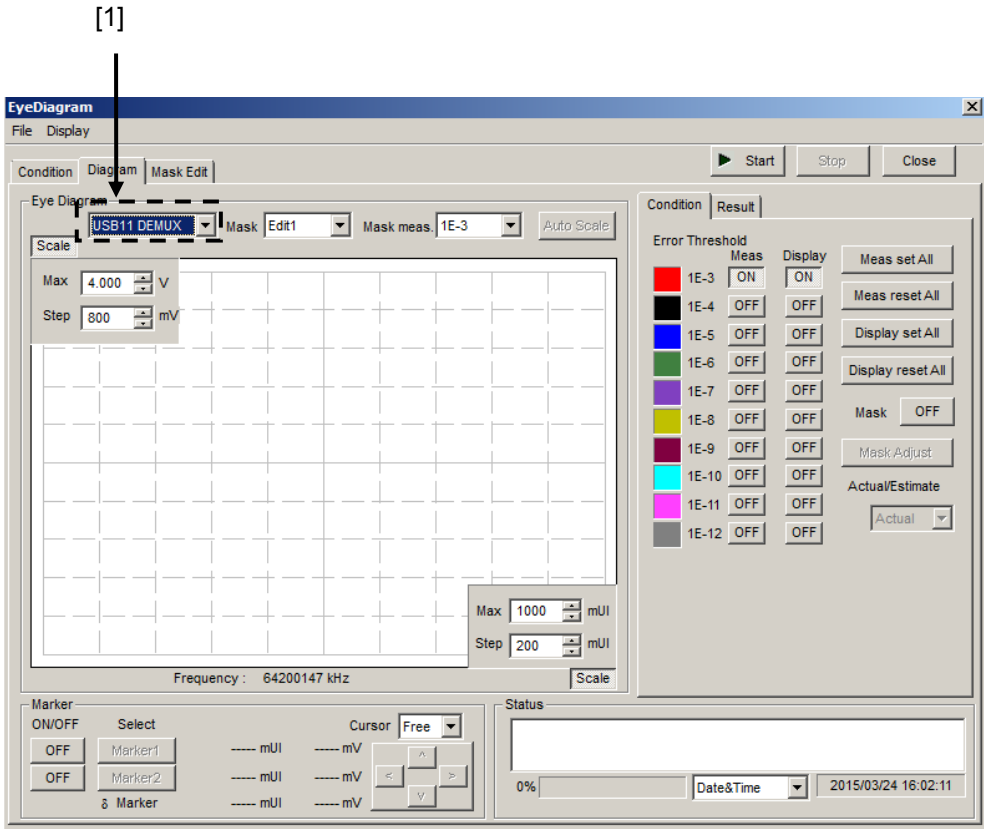 [1]
EyeDiagram
File Display
Condition Diagram Mask Edit
Start Stop Close
Eye Diagram
USB11 DEMUX Mask Edit1 Mask meas. 1E-3 Auto Scale
Scale
Max 4.000 V
Step 800 mV
Max 1000 mUI
Step 200 mUI
Frequency : 64200147 kHz
Scale
Condition Result
Error Threshold
Meas Display
1E-3 ON ON
1E-4 OFF OFF
1E-5 OFF OFF
1E-6 OFF OFF
1E-7 OFF OFF
1E-8 OFF OFF
1E-9 OFF OFF
1E-10 OFF OFF
1E-11 OFF OFF
1E-12 OFF OFF
Meas set All
Meas reset All
Display set All
Display reset All
Mask OFF
Mask Adjust
Actual/Estimate
Actual
Marker
ON/OFF Select Cursor Free
OFF Marker1 ----- mUI ----- mV
OFF Marker2 ----- mUI ----- mV
δ Marker ----- mUI ----- mV
^
< >
v
Status
0% Date&Time 2015/03/24 16:02:11